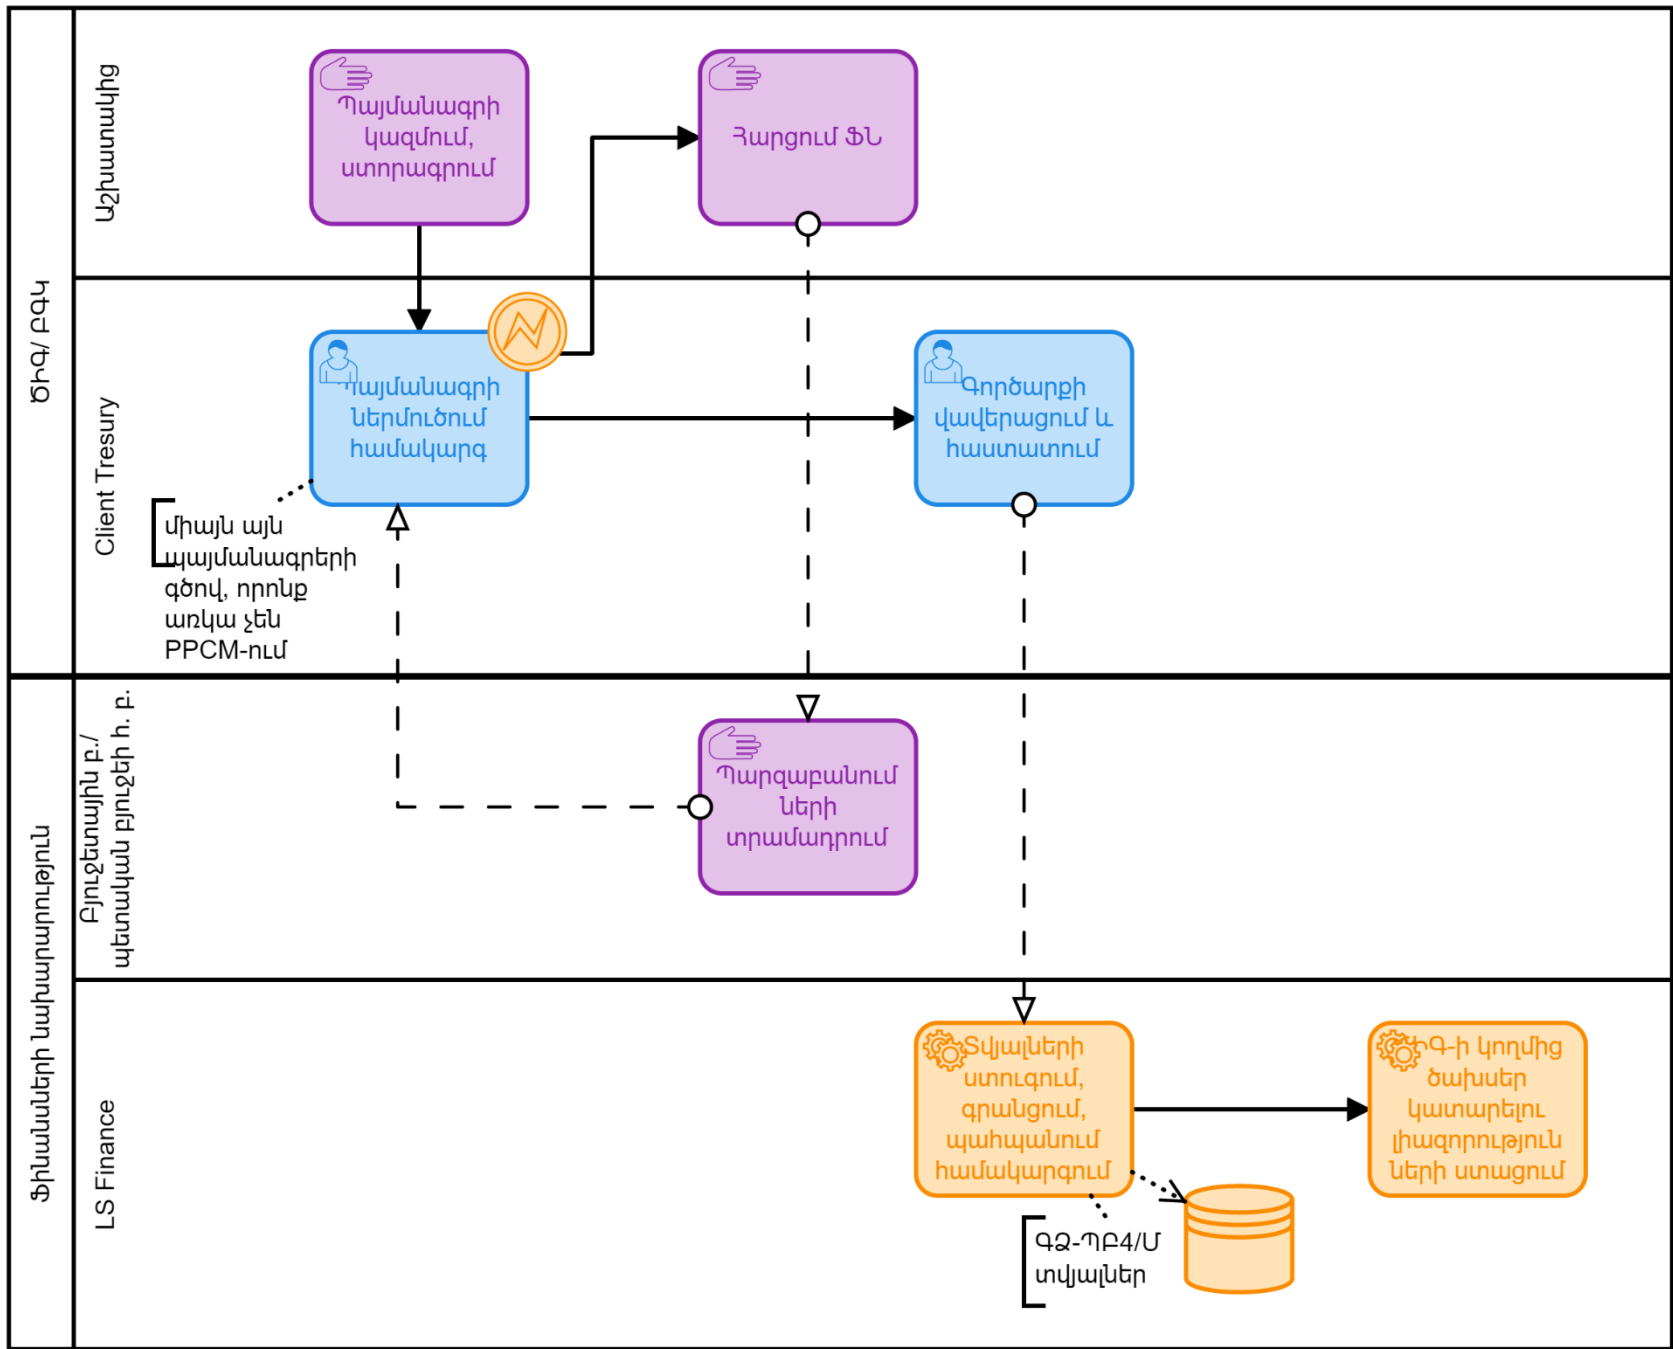 ԾԻԳ/ ԲԳԿ
Աշխատակից
Պայմանագրի
կազմում,
ստորագրում
Հարցում ՖՆ
Client Tresury
Պայմանագրի
ներմուծում
համակարգ
Գործարքի
վավերացում և
հաստատում
միայն այն
պայմանագրերի
գծով, որոնք
առկա չեն
PPCM-ում
Ֆինանսների նախարարություն
Բյուջետային բ./
պետական բյուջեի հ. բ.
Պարզաբանում
ների
տրամադրում
LS Finance
Տվյալների
ստուգում,
գրանցում,
պահպանում
համակարգում
ԳՁ-ՊԲ4/Մ
տվյալներ
կողմից
ծախսեր
կատարելու
լիազորություն
ների ստացում